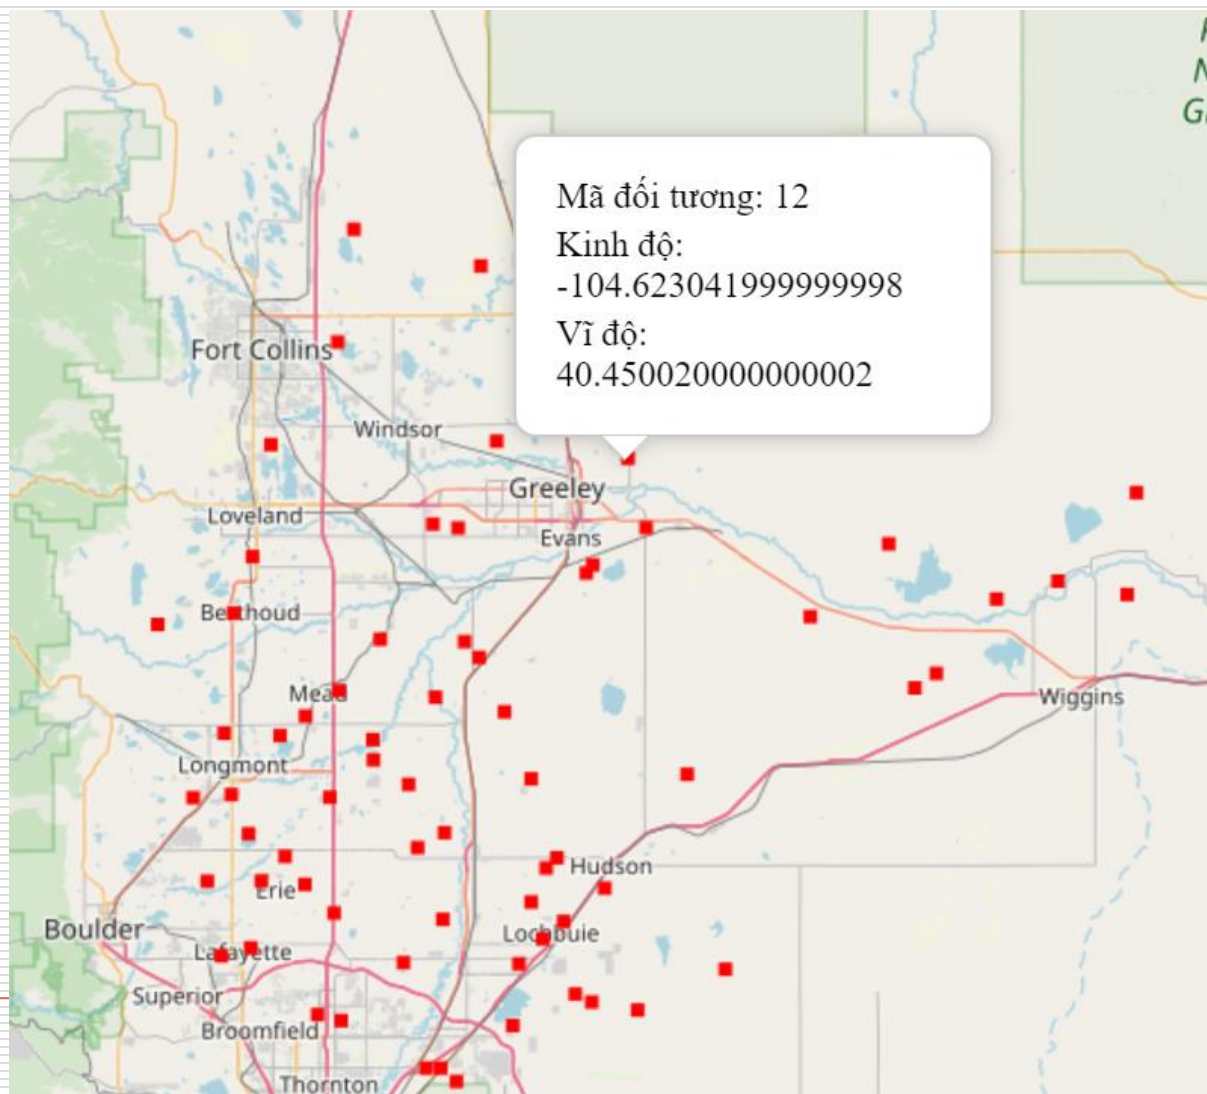 Mã đối tương: 12
Kinh độ:
-104.623041999999998
Vĩ độ:
40.450020000000002
Fort Collins
Windsor
Greeley
Loveland
Evans
Berthoud
Mead
Wiggins
Longmont
Hudson
Erie
Boulder
Lochbuie
Lafayette
Superior
Broomfield
Thornton